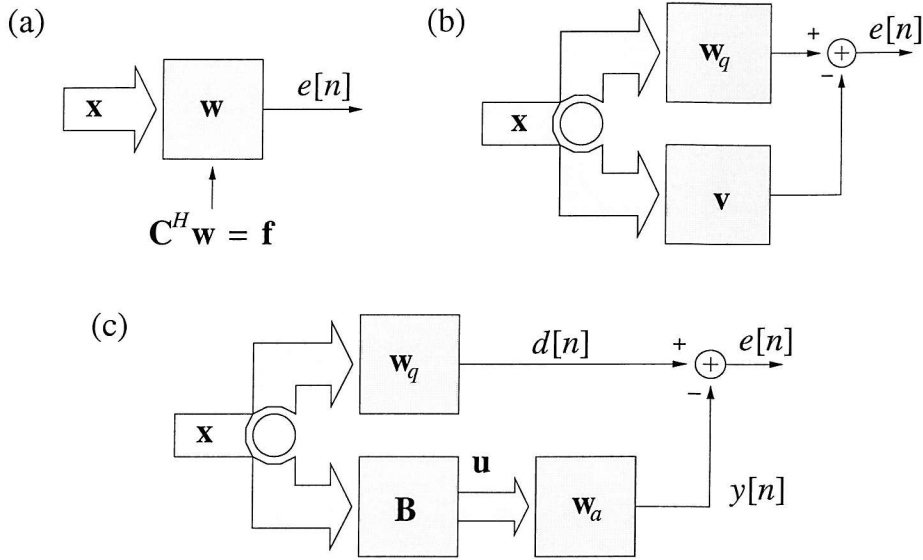 (a)
x
w
e[n]
C^H w = f
(b)
x
w_q
v
+
−
+
e[n]
(c)
x
w_q
d[n]
+
−
+
e[n]
B
u
w_a
y[n]